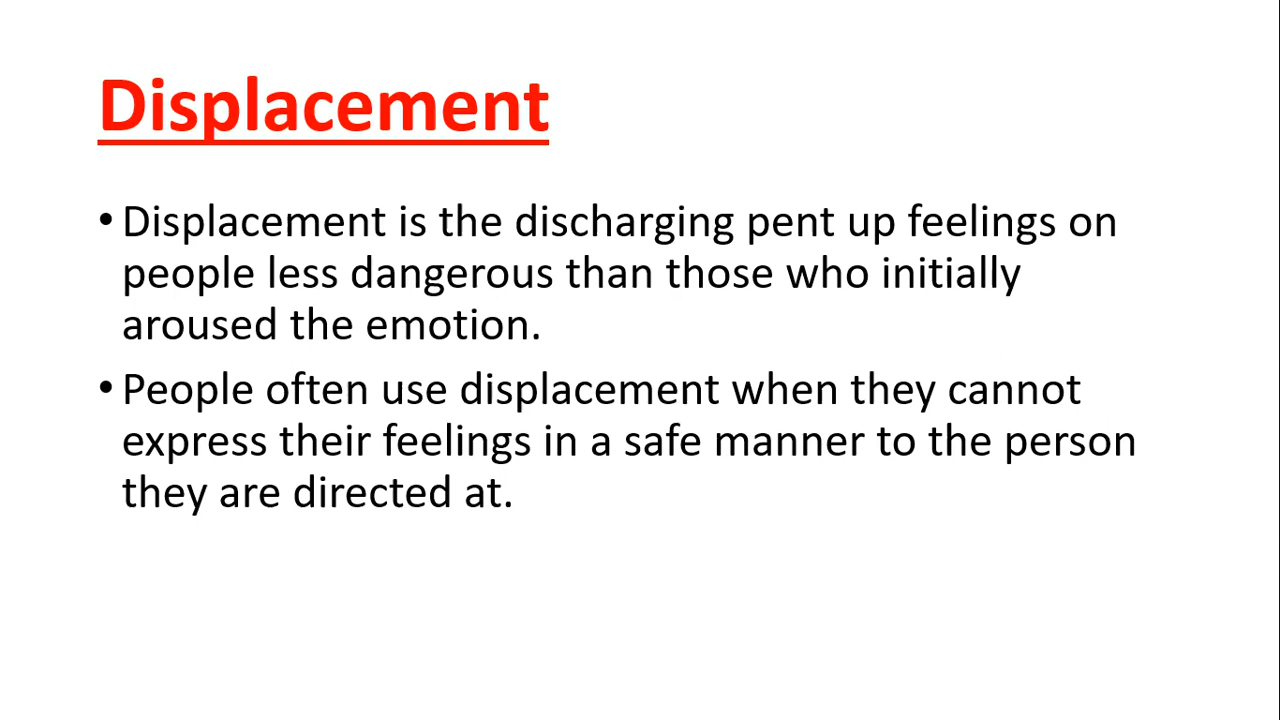 Displacement
• Displacement is the discharging pent up feelings on
people less dangerous than those who initially
aroused the emotion.
• People often use displacement when they cannot
express their feelings in a safe manner to the person
they are directed at.